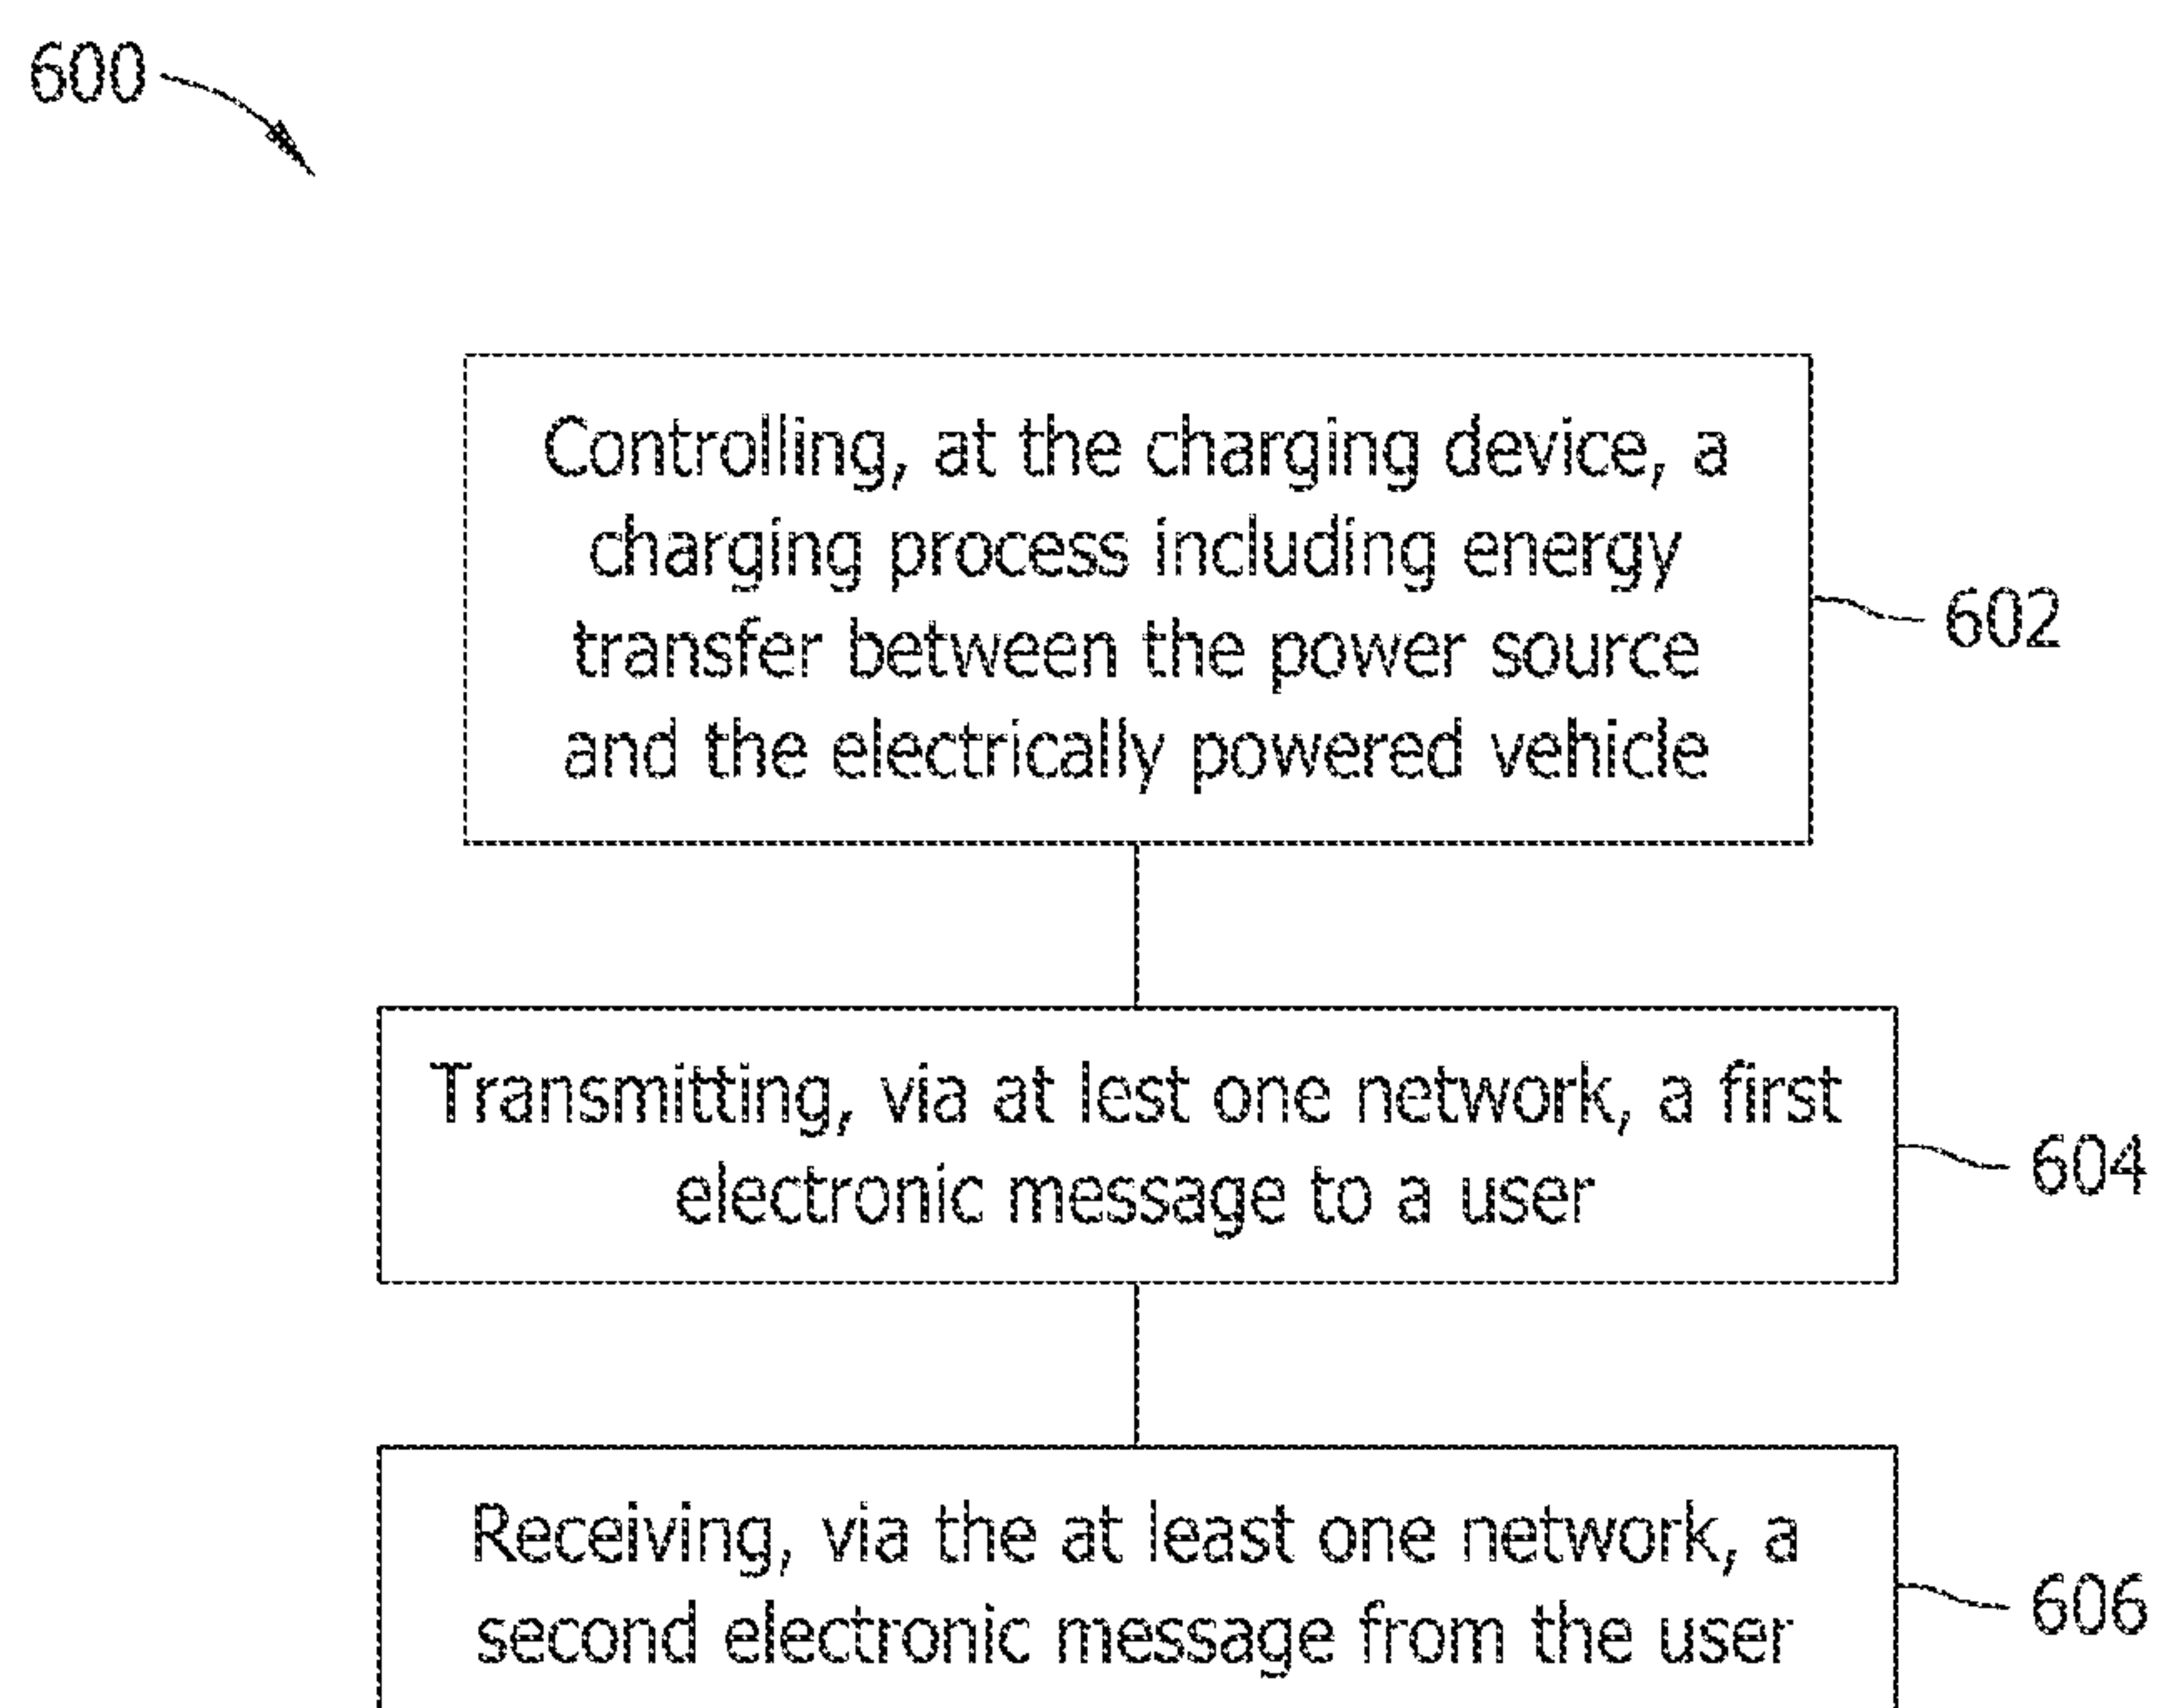 600
Controlling, at the charging device, a
charging process including energy
transfer between the power source
and the electrically powered vehicle
602
Transmitting, via at lest one network, a first
electronic message to a user
604
Receiving, via the at least one network, a
second electronic message from the user
606